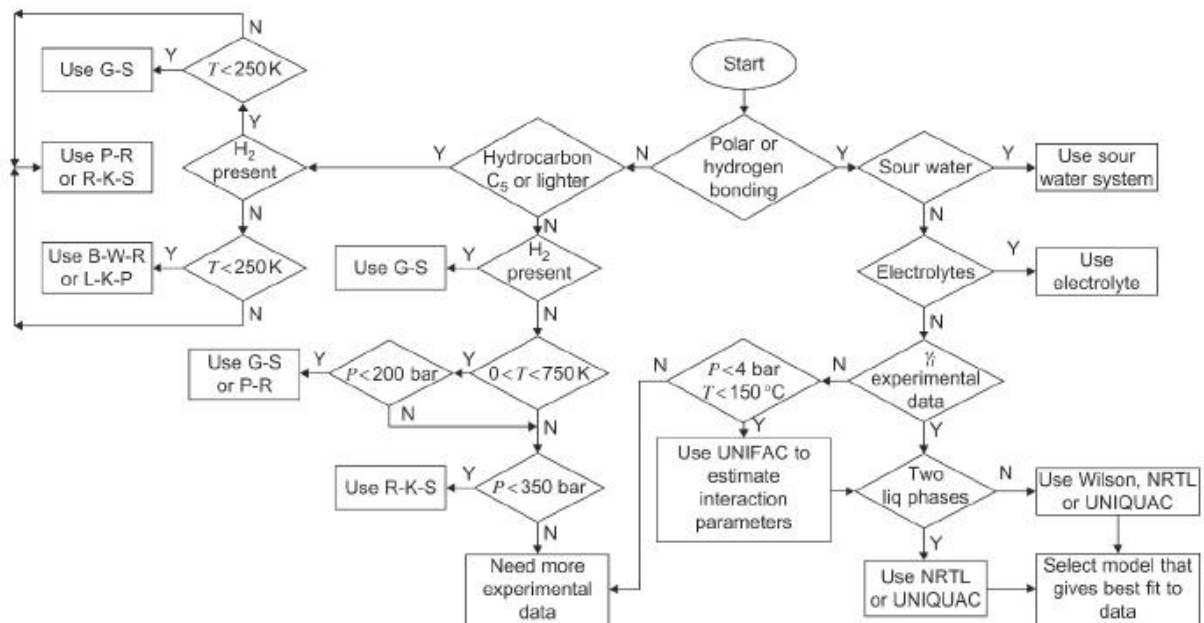 Start
Polar or
hydrogen
bonding
N
Y
Hydrocarbon
C₅ or lighter
Y
N
H₂
present
Y
N
T<250K
Y
N
Use G-S
Use P-R
or R-K-S
T<250K
Y
N
Use B-W-R
or L-K-P
H₂
present
Y
N
Use G-S
0<T<750K
Y
N
P<200 bar
Y
N
Use G-S
or P-R
P<350 bar
Y
N
Use R-K-S
Need more
experimental
data
Sour water
Y
N
Use sour
water system
Electrolytes
Y
N
Use
electrolyte
γᵢ
experimental
data
N
Y
P<4 bar
T<150 °C
N
Y
Use UNIFAC to
estimate
interaction
parameters
Two
liq phases
N
Y
Use Wilson, NRTL
or UNIQUAC
Use NRTL
or UNIQUAC
Select model that
gives best fit to
data